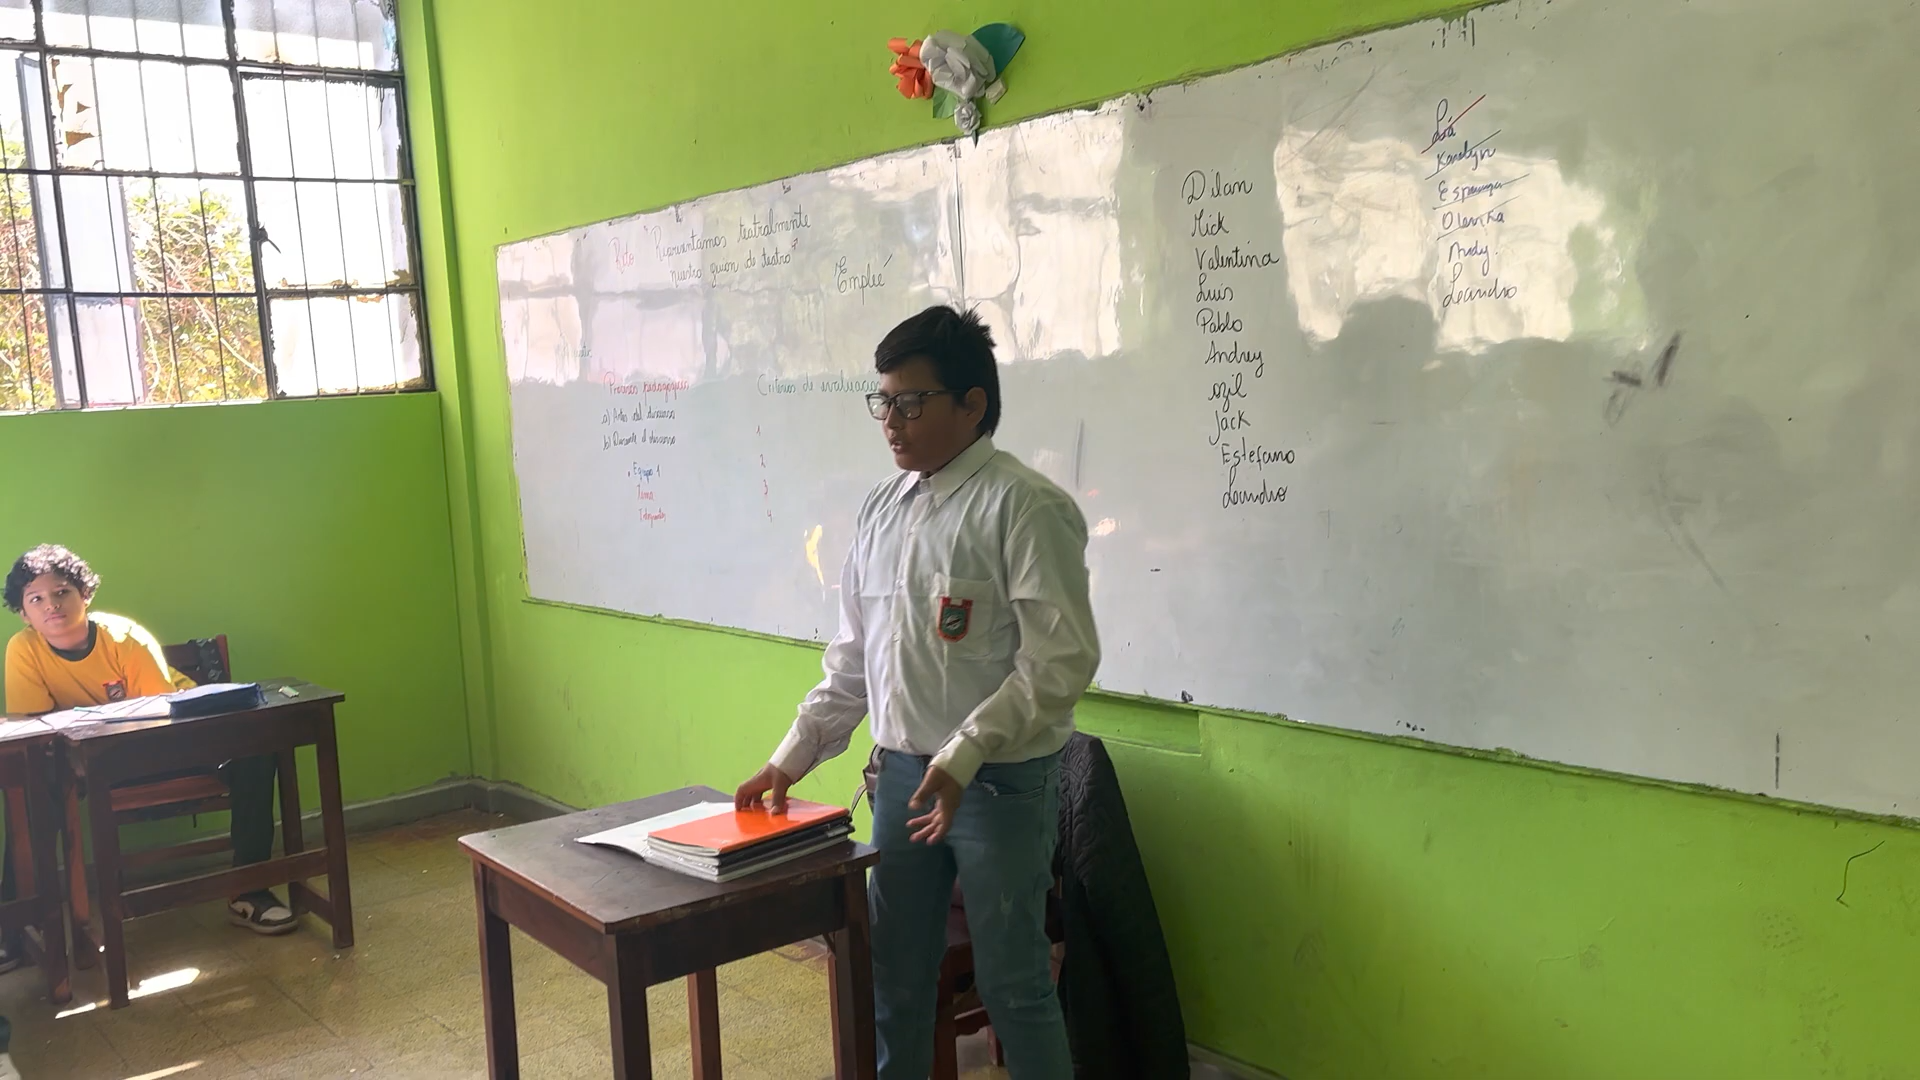 Reto Representamos teatralmente
nuestro guion de teatro"
Empleé
Procesos pedagógicos
a) Antes del discurso
b) Durante el discurso
. Equipo 1
Tema
Integrantes
Criterios de evaluación
1
2
3
4
Dilan
Mick
Valentina
Luis
Pablo
Andrey
ozil
Jack
Estefano
Leandro
Esperanza
Olenka
Andy.
Leandro